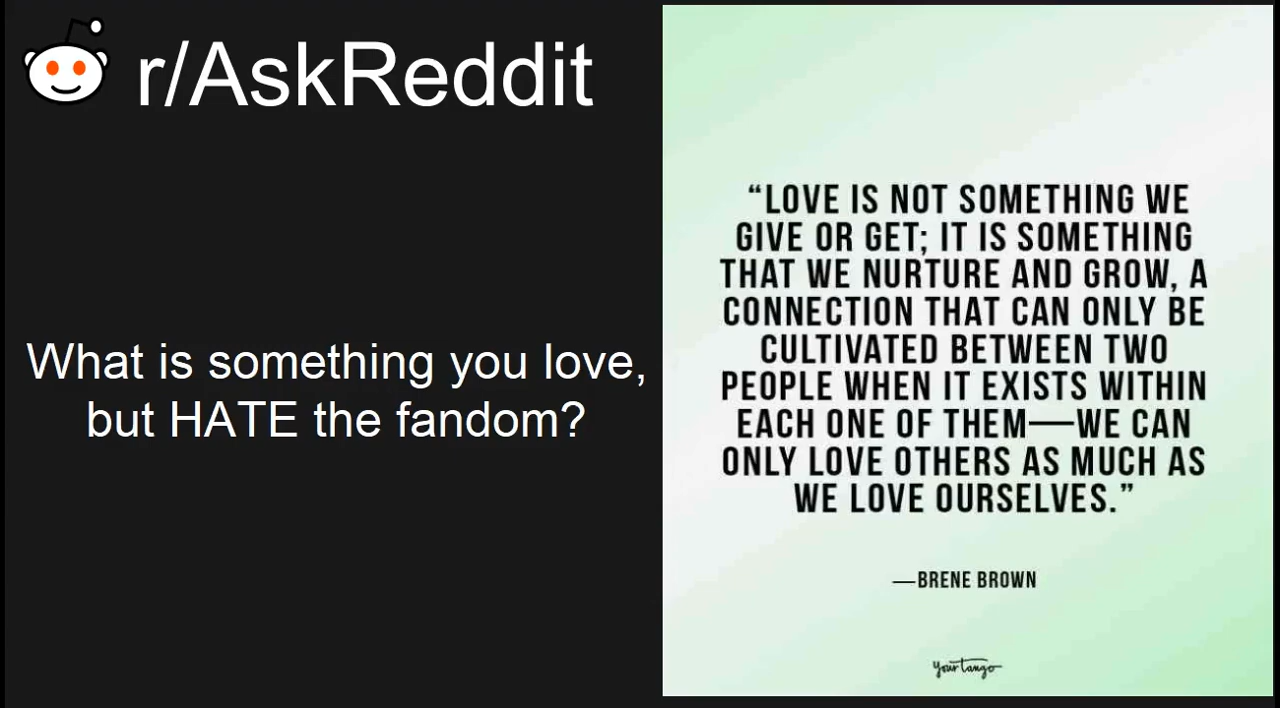 r/AskReddit
What is something you love,
but HATE the fandom?
“LOVE IS NOT SOMETHING WE
GIVE OR GET; IT IS SOMETHING
THAT WE NURTURE AND GROW, A
CONNECTION THAT CAN ONLY BE
CULTIVATED BETWEEN TWO
PEOPLE WHEN IT EXISTS WITHIN
EACH ONE OF THEM—WE CAN
ONLY LOVE OTHERS AS MUCH AS
WE LOVE OURSELVES.”
—BRENE BROWN
YourTango